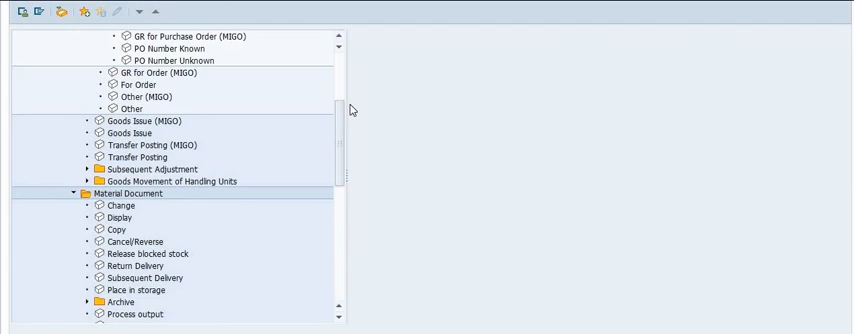 GR for Purchase Order (MIGO)
PO Number Known
PO Number Unknown
GR for Order (MIGO)
For Order
Other (MIGO)
Other
Goods Issue (MIGO)
Goods Issue
Transfer Posting (MIGO)
Transfer Posting
Subsequent Adjustment
Goods Movement of Handling Units
Material Document
Change
Display
Copy
Cancel/Reverse
Release blocked stock
Return Delivery
Subsequent Delivery
Place in storage
Archive
Process output